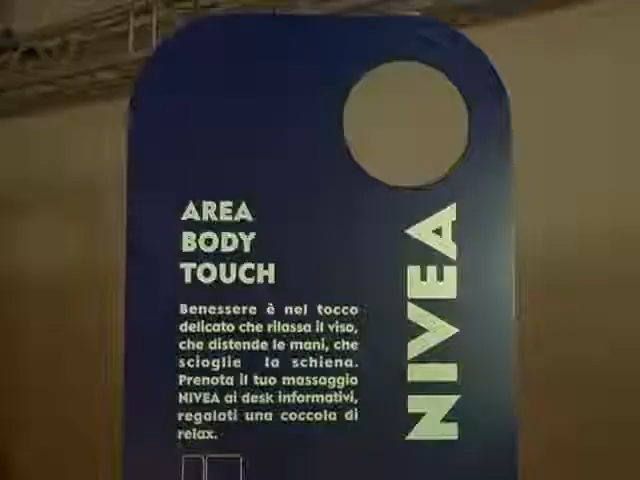 AREA
BODY
TOUCH
Benessere è nel tocco
delicato che rilassa il viso,
che distende le mani, che
scioglie la schiena.
Prenota il tuo massaggio
NIVEA ai desk informativi,
regalati una coccola di
relax.
NIVEA